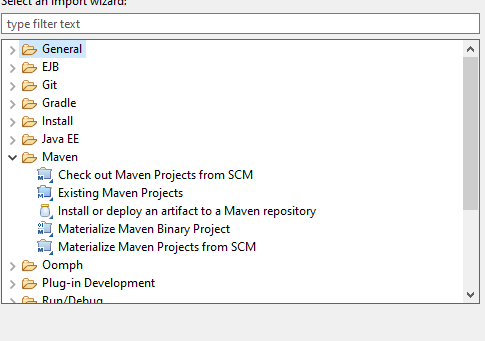 Select an import wizard:
type filter text
General
EJB
Git
Gradle
Install
Java EE
Maven
Check out Maven Projects from SCM
Existing Maven Projects
Install or deploy an artifact to a Maven repository
Materialize Maven Binary Project
Materialize Maven Projects from SCM
Oomph
Plug-in Development
Run/Debug